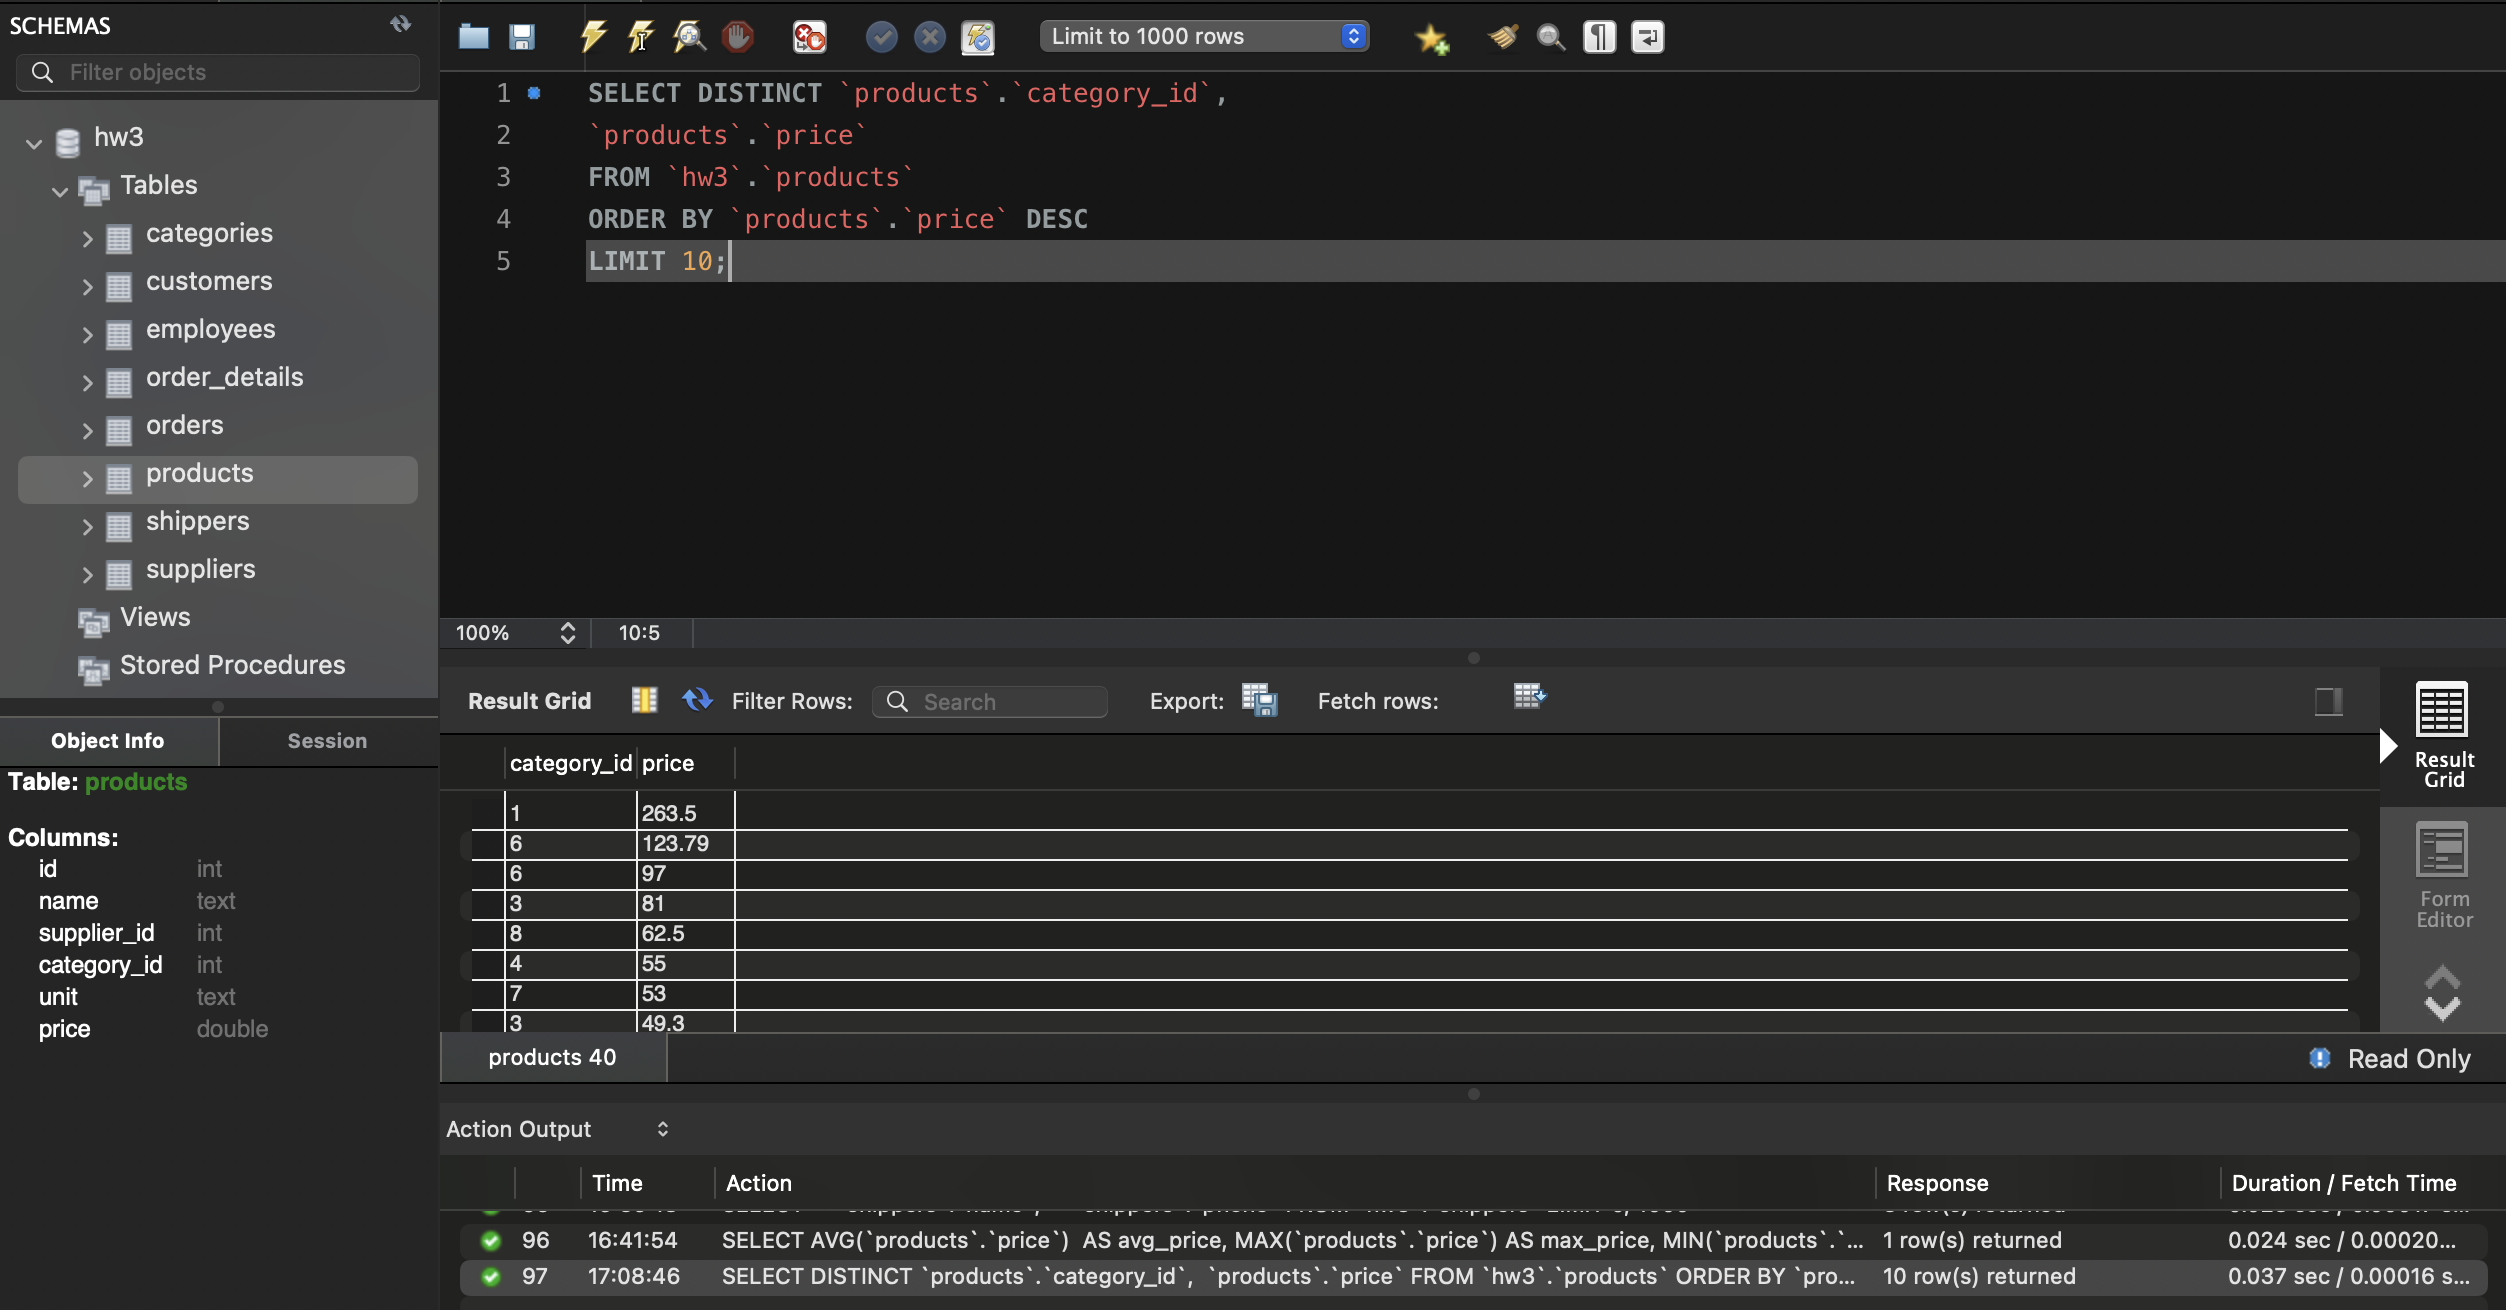 SCHEMAS
Filter objects
hw3
Tables
categories
customers
employees
order_details
orders
products
shippers
suppliers
Views
Stored Procedures
Object Info
Session
Table: products
Columns:
id int
name text
supplier_id int
category_id int
unit text
price double
Limit to 1000 rows
1 SELECT DISTINCT `products`.`category_id`,
2 `products`.`price`
3 FROM `hw3`.`products`
4 ORDER BY `products`.`price` DESC
5 LIMIT 10;
100% 10:5
Result Grid Filter Rows: Search Export: Fetch rows:
category_id price
1 263.5
6 123.79
6 97
3 81
8 62.5
4 55
7 53
3 49.3
Result
Grid
Form
Editor
products 40
Read Only
Action Output
Time Action Response Duration / Fetch Time
96 16:41:54 SELECT AVG(`products`.`price`) AS avg_price, MAX(`products`.`price`) AS max_price, MIN(`products`.`... 1 row(s) returned 0.024 sec / 0.00020...
97 17:08:46 SELECT DISTINCT `products`.`category_id`, `products`.`price` FROM `hw3`.`products` ORDER BY `pro... 10 row(s) returned 0.037 sec / 0.00016 s...